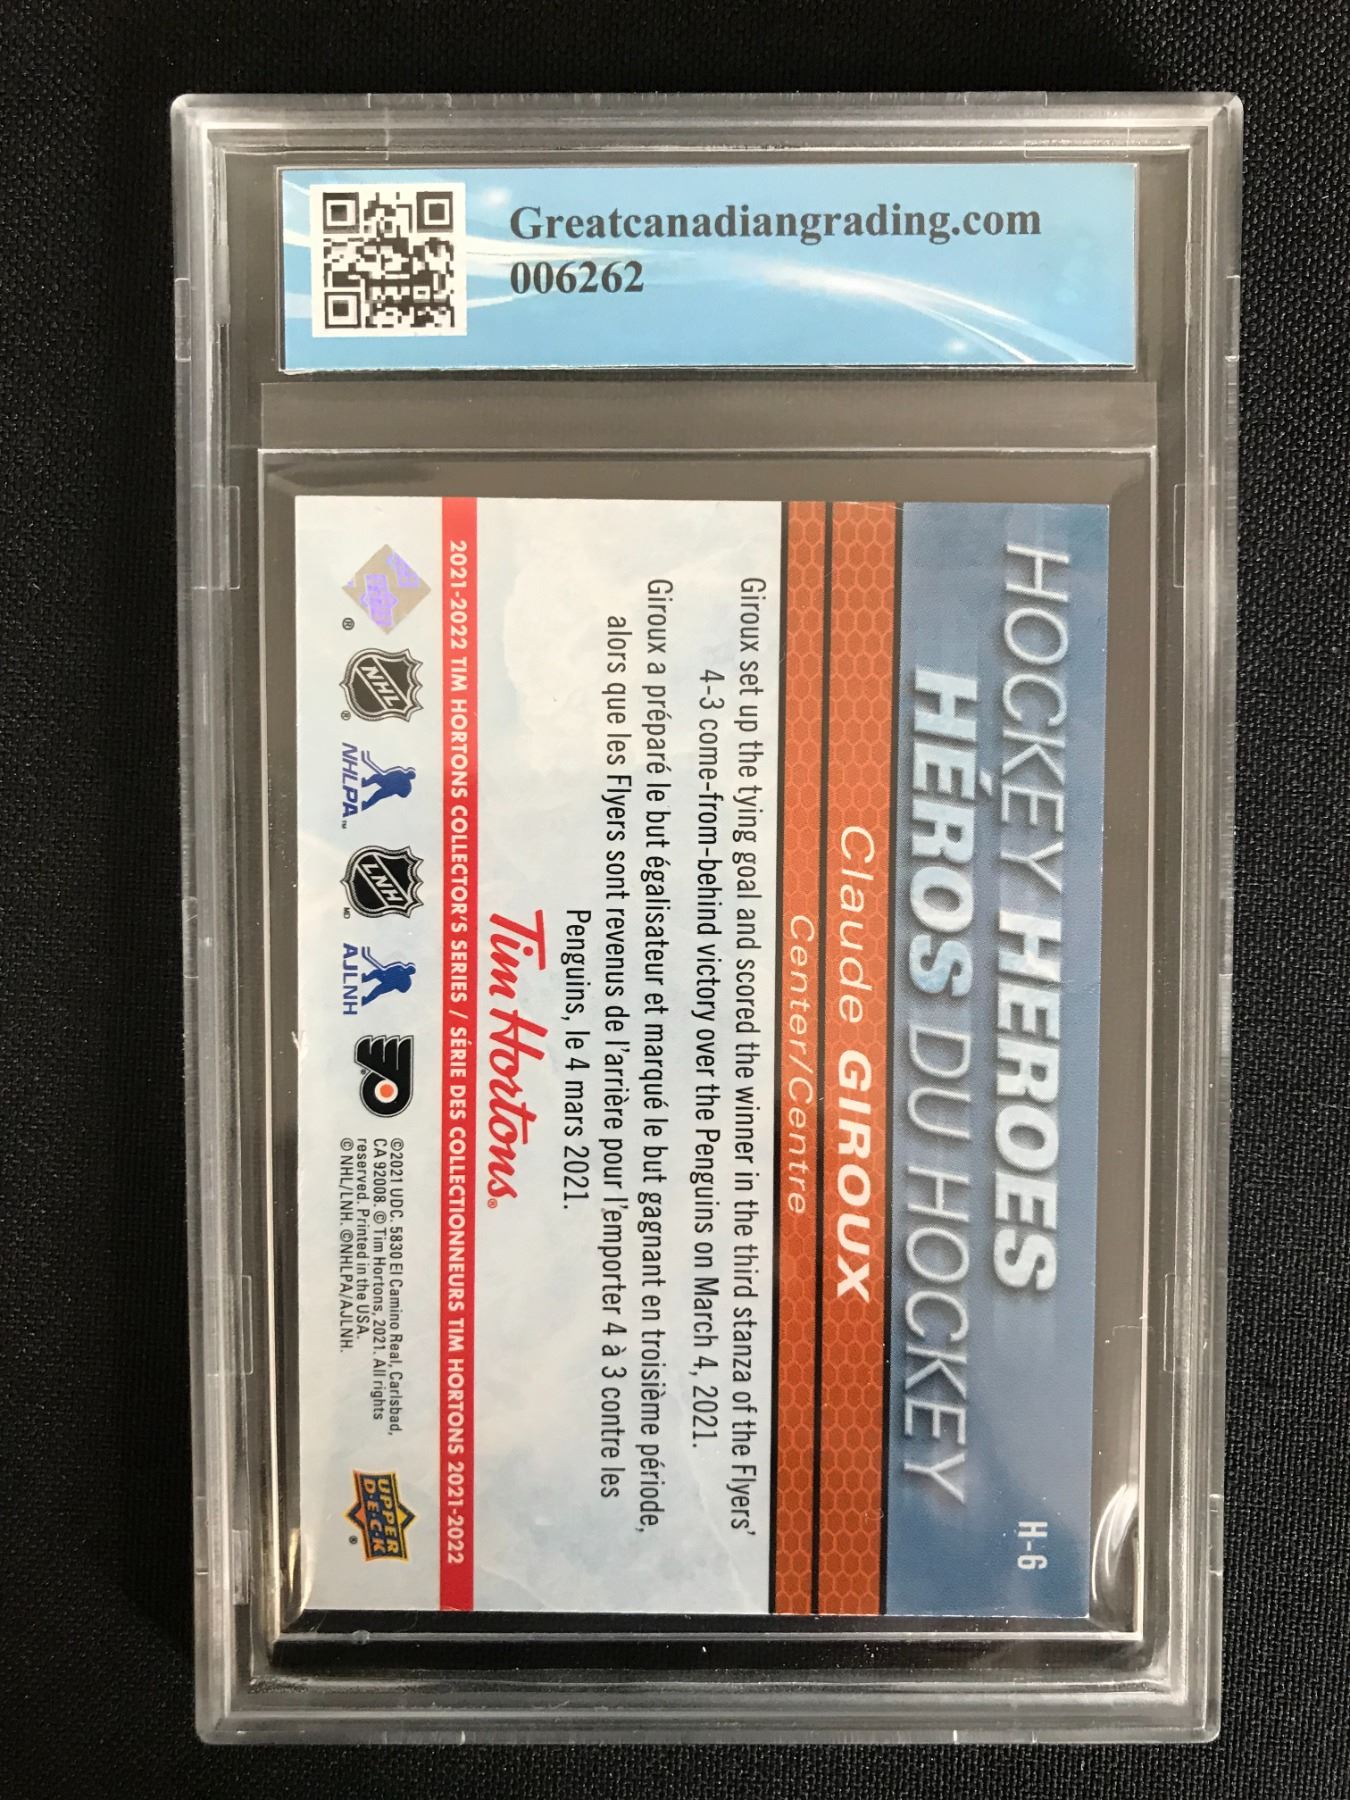 Greatcanadiangrading.com
006262
HOCKEY HEROES
HÉROS DU HOCKEY
H-6
Claude GIROUX
Center/Centre
Giroux set up the tying goal and scored the winner in the third stanza of the Flyers'
4-3 come-from-behind victory over the Penguins on March 4, 2021.
Giroux a préparé le but égalisateur et marqué le but gagnant en troisième période,
alors que les Flyers sont revenus de l'arrière pour l'emporter 4 à 3 contre les
Penguins, le 4 mars 2021.
Tim Hortons®
2021-2022 TIM HORTONS COLLECTOR'S SERIES / SÉRIE DES COLLECTIONNEURS TIM HORTONS 2021-2022
®
NHL ®
NHLPA™
LNH MD
AJLNH
®
©2021 UDC. 5830 El Camino Real, Carlsbad,
CA 92008. © Tim Hortons, 2021. All rights
reserved. Printed in the USA.
© NHL/LNH. ©NHLPA/AJLNH.
UPPER
DECK ®